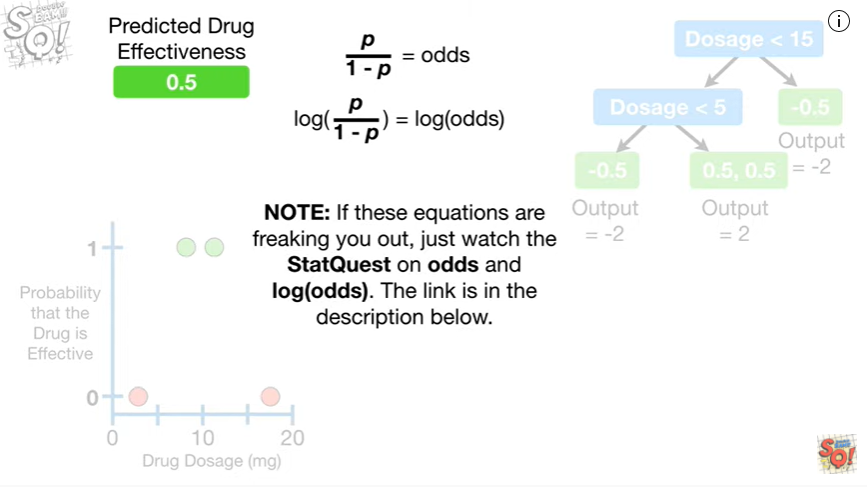 Predicted Drug
Effectiveness
0.5
p
1 - p
= odds
log(
p
1 - p
) = log(odds)
NOTE: If these equations are
freaking you out, just watch the
StatQuest on odds and
log(odds). The link is in the
description below.
Dosage < 15
Dosage < 5
-0.5
Output
= -2
-0.5
Output
= -2
0.5, 0.5
Output
= 2
1
0
Probability
that the
Drug is
Effective
0
10
20
Drug Dosage (mg)
SQ!